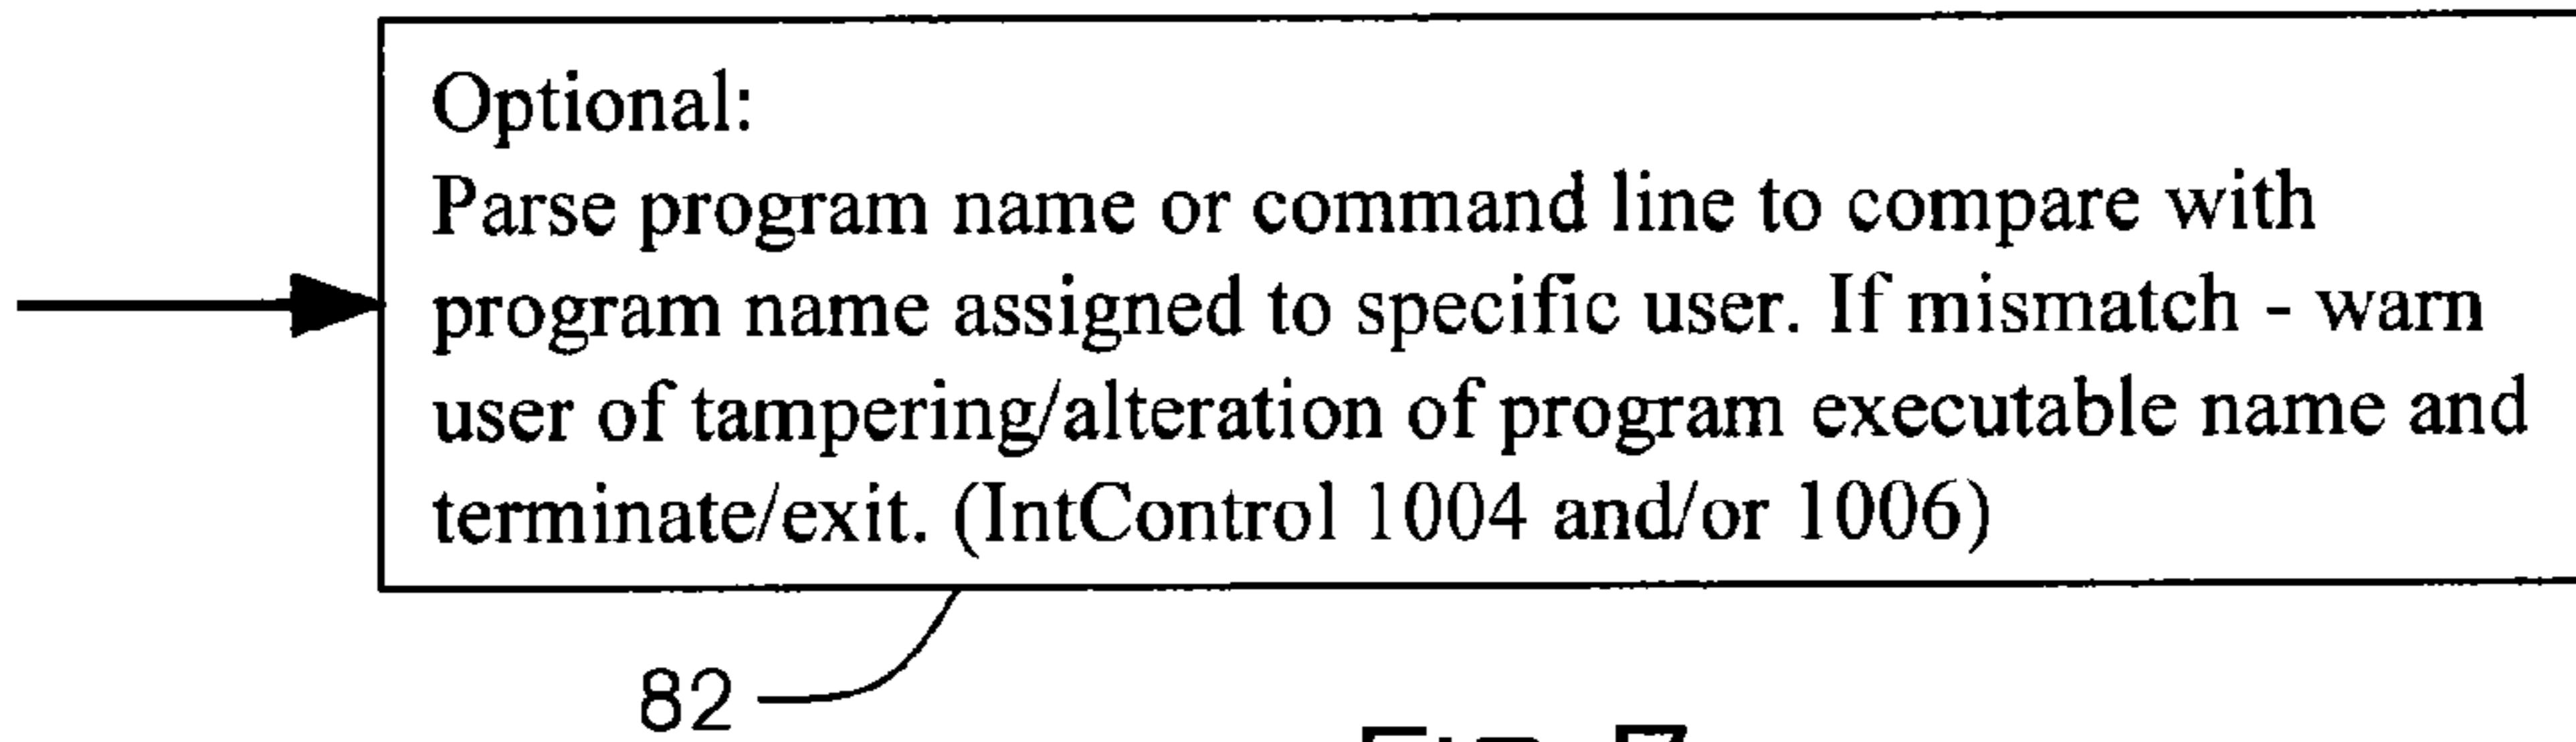 Optional:
Parse program name or command line to compare with
program name assigned to specific user. If mismatch - warn
user of tampering/alteration of program executable name and
terminate/exit. (IntControl 1004 and/or 1006)
82